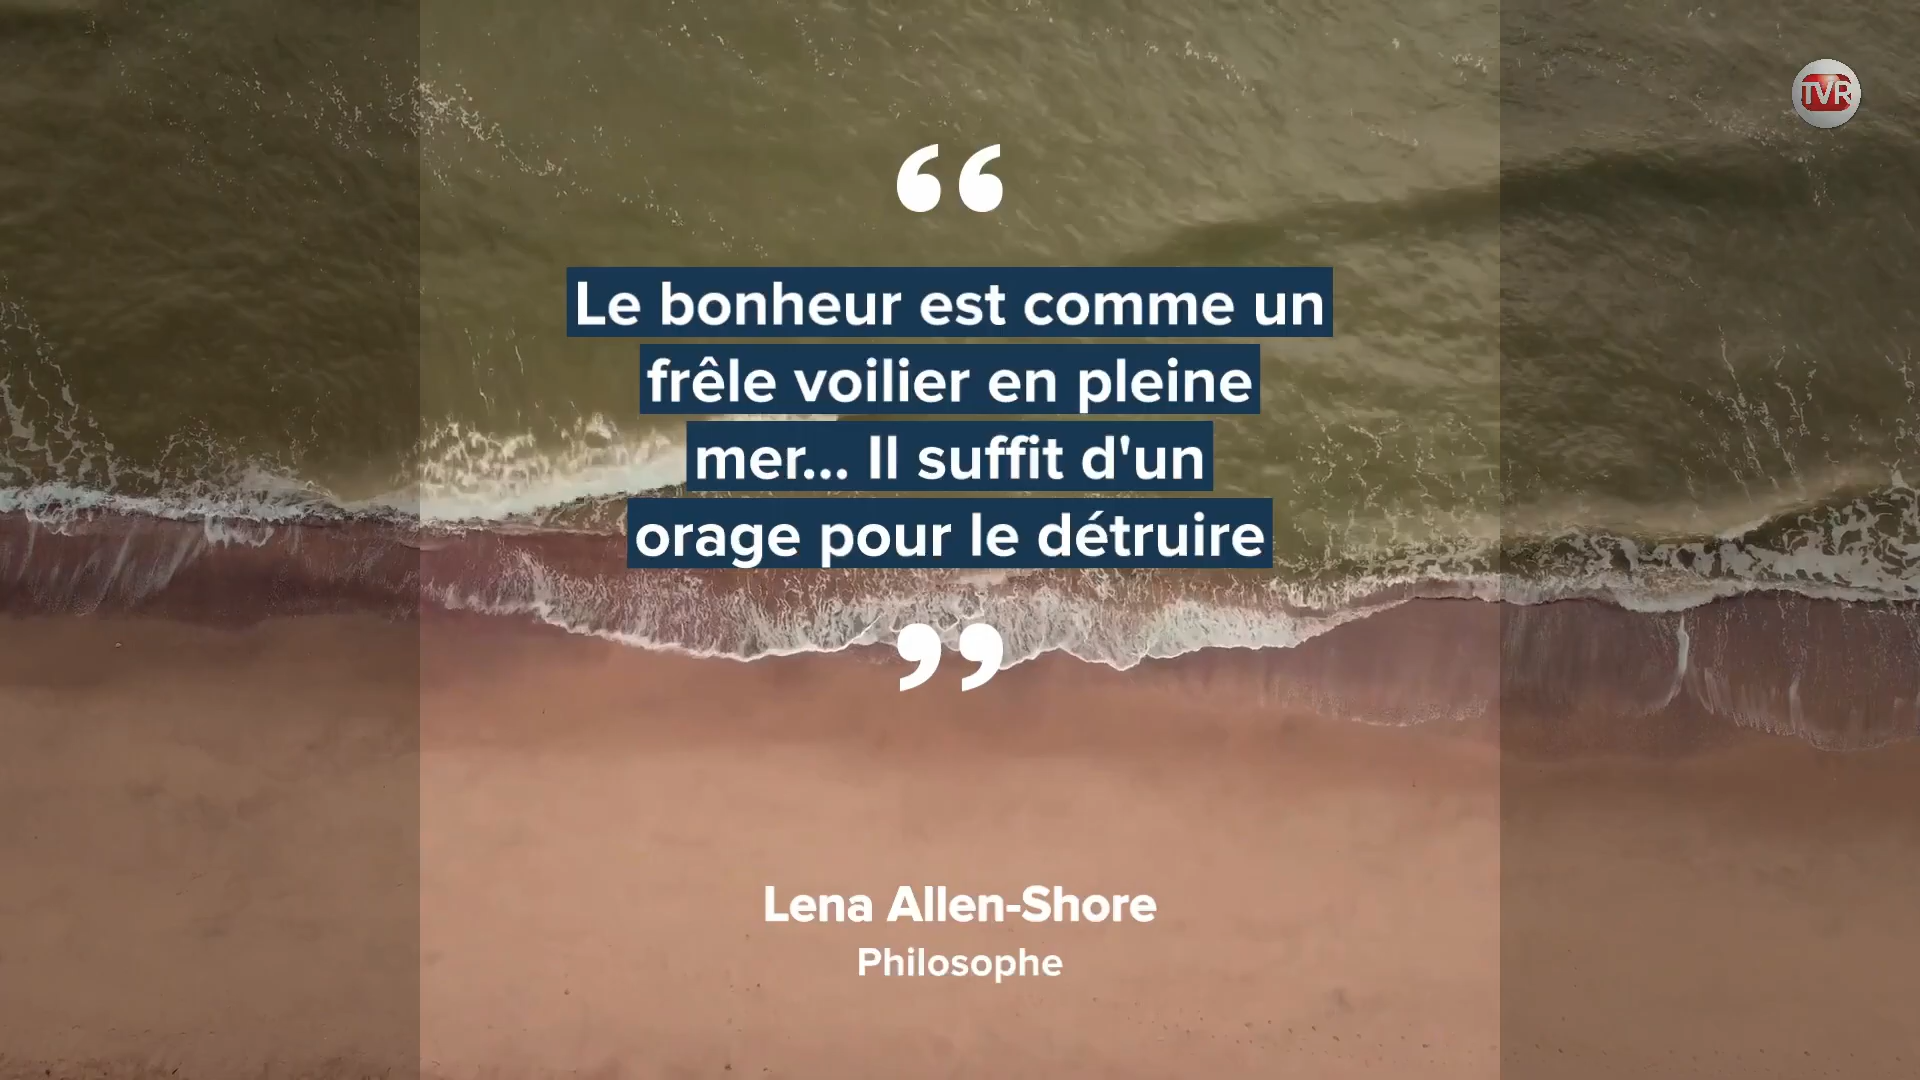 TVR
“
Le bonheur est comme un
frêle voilier en pleine
mer... Il suffit d'un
orage pour le détruire
”
Lena Allen-Shore
Philosophe